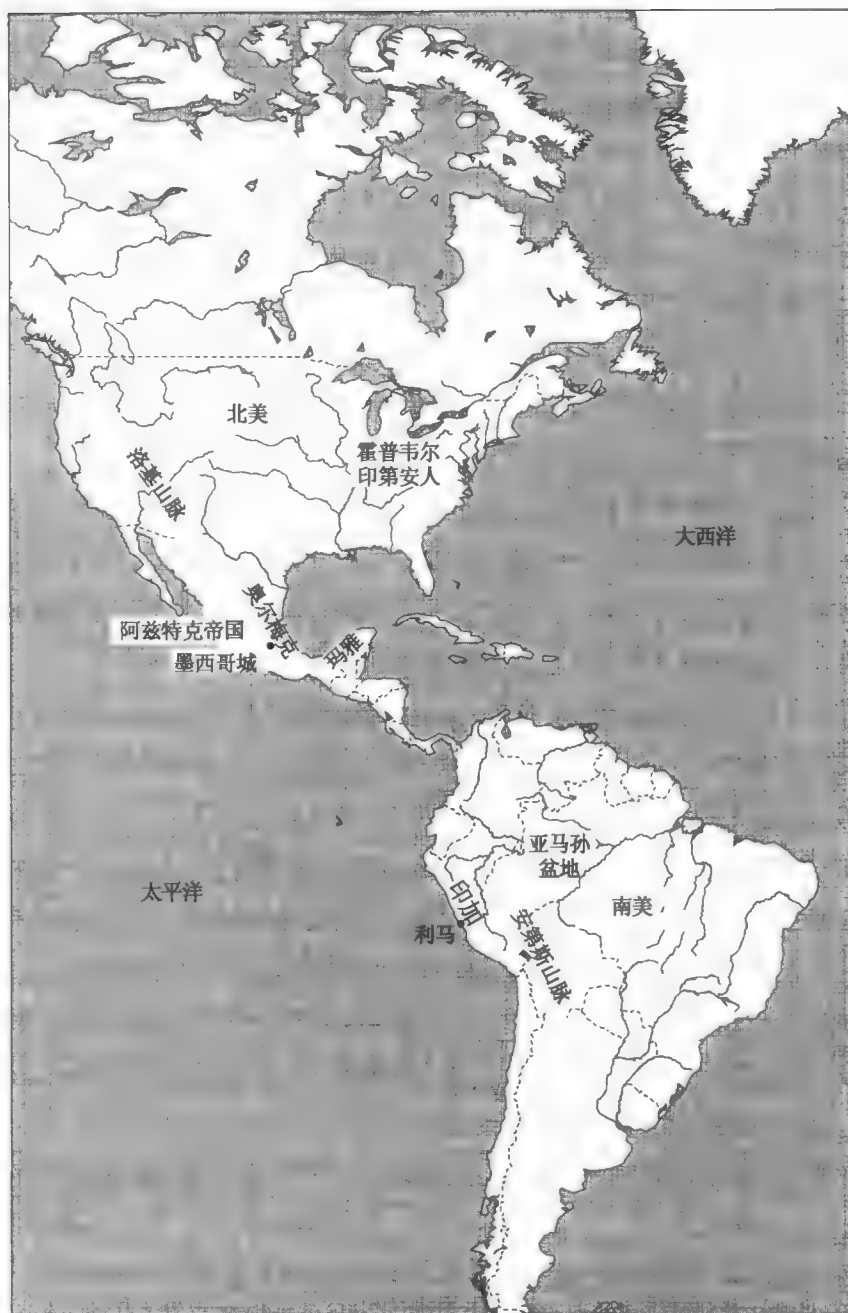 北美
霍普韦尔
印第安人
洛基山脉
大西洋
奥尔梅克
阿兹特克帝国
墨西哥城
玛雅
亚马孙
盆地
太平洋
印加
南美
利马
安第斯山脉